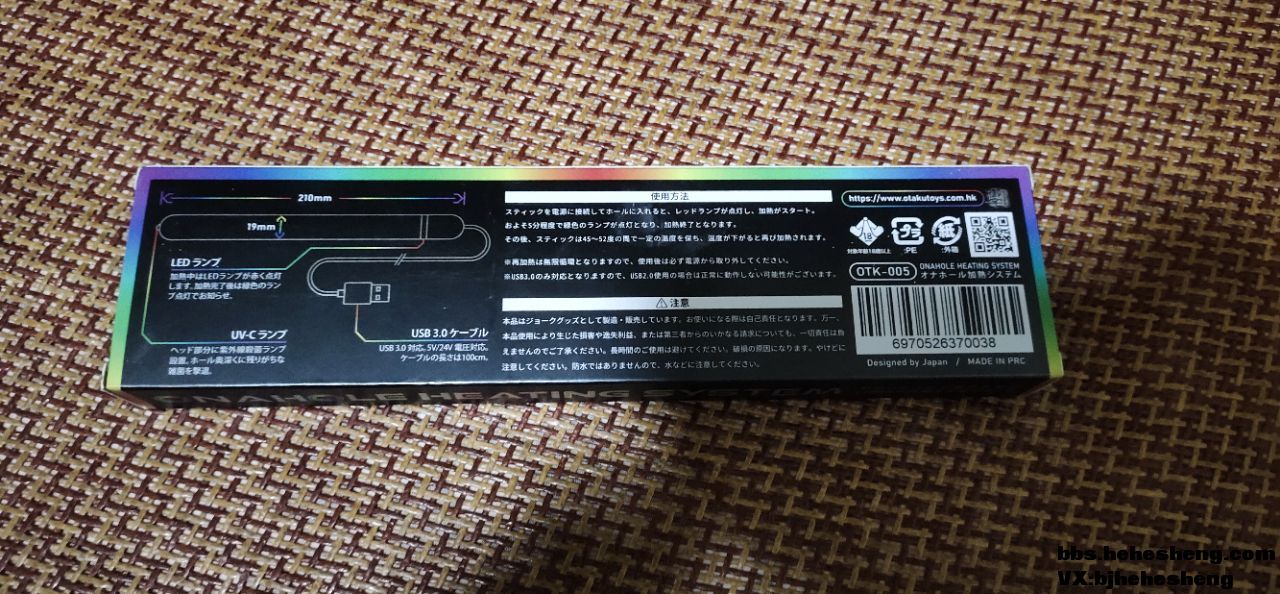 210mm
19mm
LED ランプ
加熱中はLEDランプが赤く点灯
します。加熱完了後は緑色のラン
プ点灯でお知らせ。
UV-C ランプ
ヘッド部分に紫外線殺菌ランプ
設置、ホール奥深くに残りがちな
雑菌を撃退。
USB 3.0 ケーブル
USB 3.0 対応。5V/24V 電圧対応。
ケーブルの長さは100cm。
使用方法
スティックを電源に接続してホールに入れると、レッドランプが点灯し、加熱がスタート。
およそ5分程度で緑色のランプが点灯となり、加熱終了となります。
その後、スティックは45~52度の間で一定の温度を保ち、温度が下がると再び加熱されます。
※再加熱は無限循環となりますので、使用後は必ず電源から取り外してください。
※USB3.0のみ対応となりますので、USB2.0使用の場合は正常に動作しない可能性がございます。
⚠ 注意
本品はジョークグッズとして製造・販売しています。お使いになる際は自己責任となります。万一、
本品使用により生じた損害や逸失利益、または第三者からのいかなる請求についても、一切責任は負
えませんのでご了承ください。長時間のご使用は避けてください。破損の原因になります。やけどに
注意してください。防水ではありませんので、水などに注意してください。
https://www.otakutoys.com.hk
18
対象年齢18歳以上
プラ
:PE
紙
:外箱
OTK-005
ONAHOLE HEATING SYSTEM
オナホール加熱システム
6970526370038
Designed by Japan / MADE IN PRC
ONAHOLE HEATING SYSTEM
bbs.hehesheng.com
VX:bjhehesheng